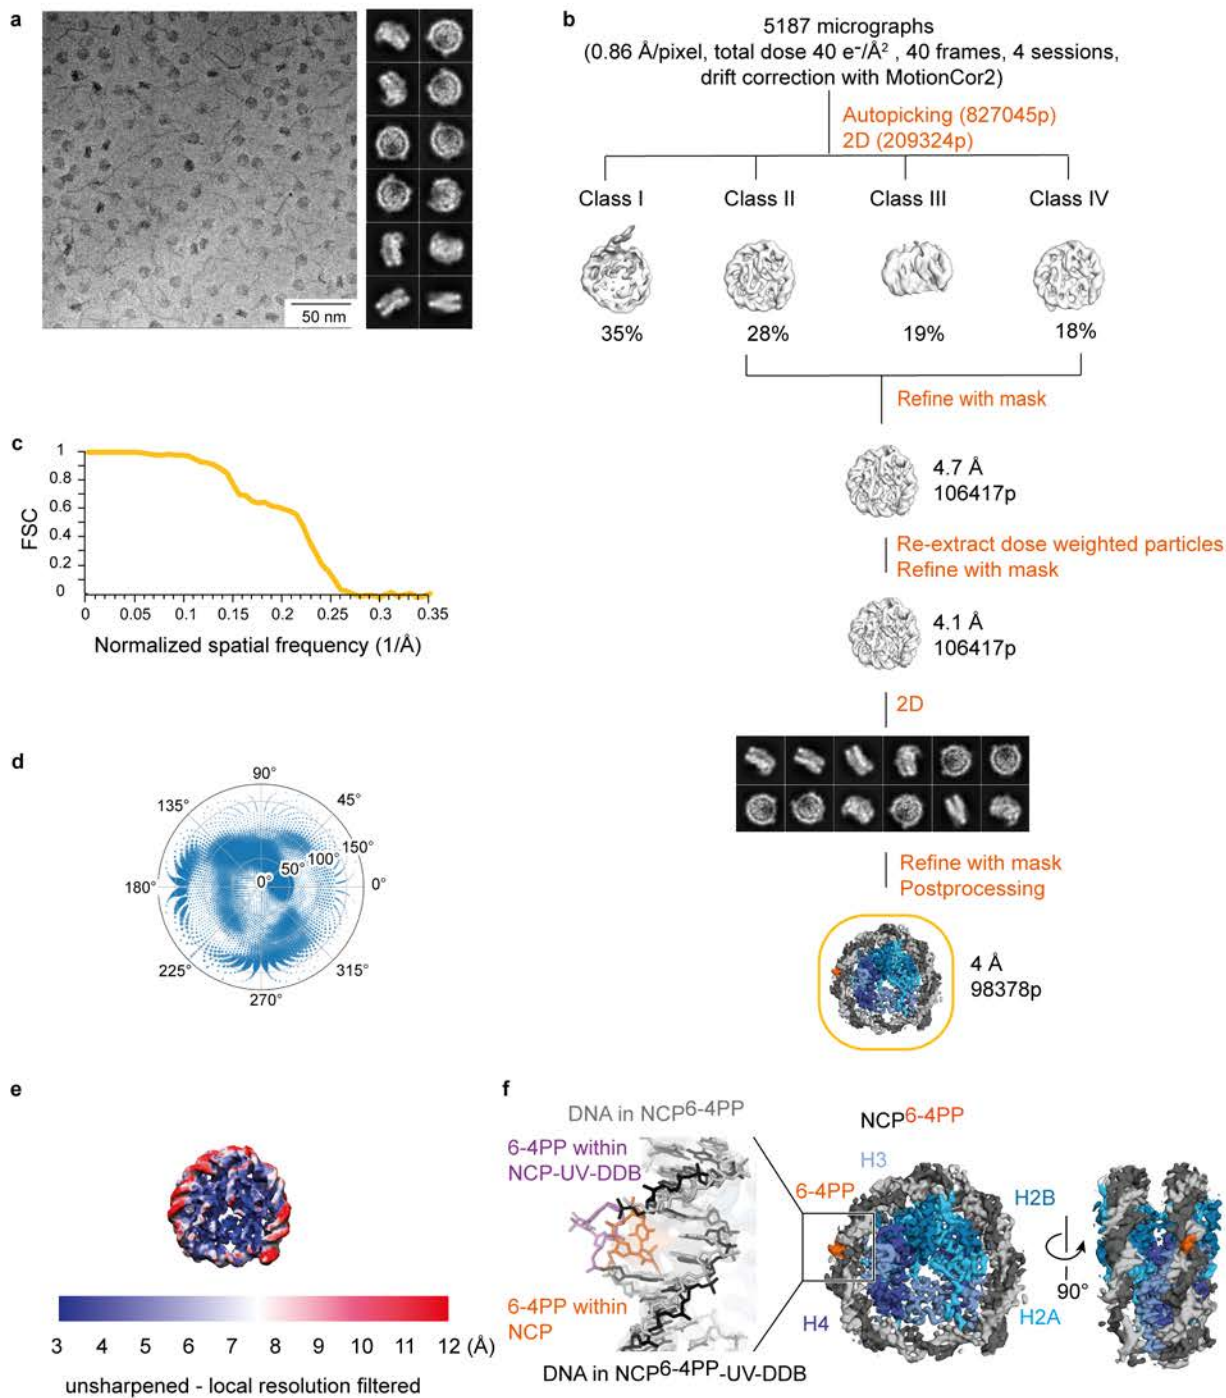 a
50 nm
b
5187 micrographs
(0.86 Å/pixel, total dose 40 e⁻/Å² , 40 frames, 4 sessions,
drift correction with MotionCor2)
Autopicking (827045p)
2D (209324p)
Class I
Class II
Class III
Class IV
35%
28%
19%
18%
Refine with mask
4.7 Å
106417p
Re-extract dose weighted particles
Refine with mask
4.1 Å
106417p
2D
Refine with mask
Postprocessing
4 Å
98378p
c
FSC
1
0.8
0.6
0.4
0.2
0
0 0.05 0.1 0.15 0.2 0.25 0.3 0.35
Normalized spatial frequency (1/Å)
d
90°
135°
45°
180°
0° 50° 100° 150°
0°
225°
315°
270°
e
3 4 5 6 7 8 9 10 11 12 (Å)
unsharpened - local resolution filtered
f
DNA in NCP6-4PP
6-4PP within
NCP-UV-DDB
6-4PP within
NCP
DNA in NCP6-4PP-UV-DDB
NCP6-4PP
H3
6-4PP
H2B
H4
H2A
90°